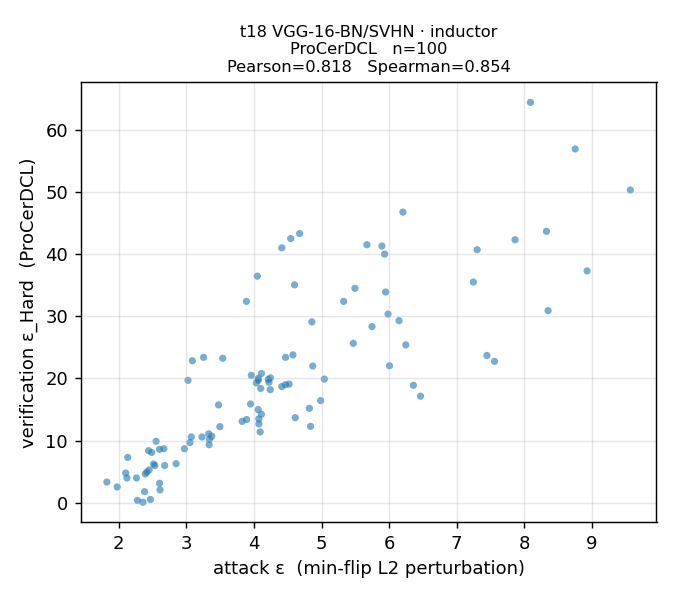 t18 VGG-16-BN/SVHN · inductor
ProCerDCL n=100
Pearson=0.818 Spearman=0.854
verification ε_Hard (ProCerDCL)
60
50
40
30
20
10
0
2 3 4 5 6 7 8 9
attack ε (min-flip L2 perturbation)